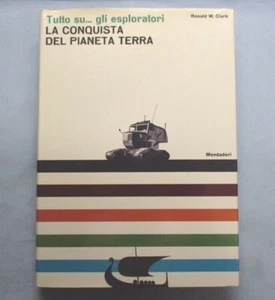 Tutto su... gli esploratori
Ronald W. Clark
LA CONQUISTA
DEL PIANETA TERRA
Mondadori